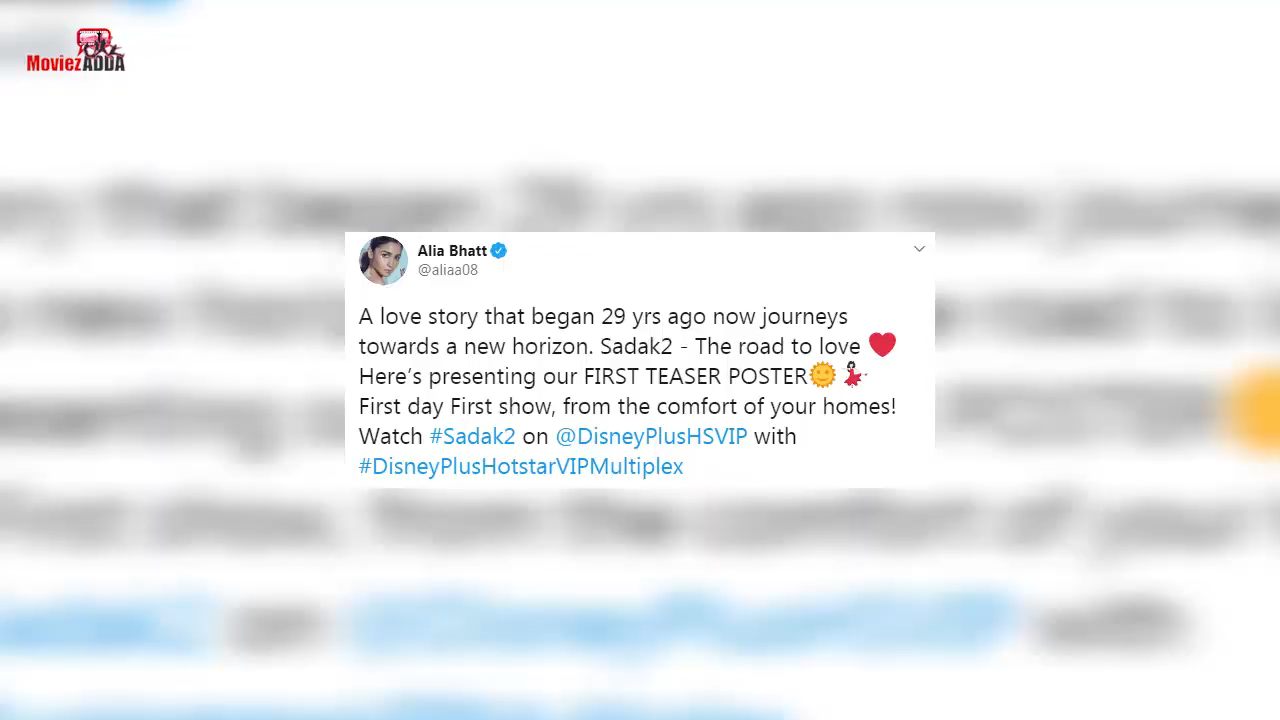 MoviezADDA
Alia Bhatt
@aliaa08
A love story that began 29 yrs ago now journeys
towards a new horizon. Sadak2 - The road to love ❤️
Here’s presenting our FIRST TEASER POSTER🌞💃
First day First show, from the comfort of your homes!
Watch #Sadak2 on @DisneyPlusHSVIP with
#DisneyPlusHotstarVIPMultiplex